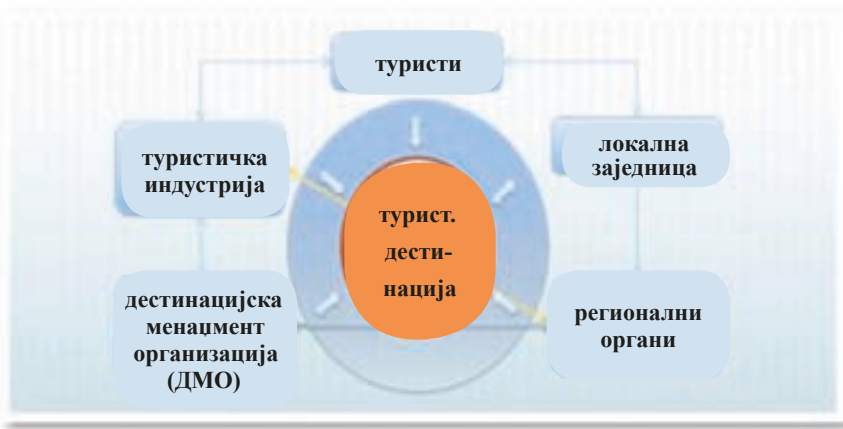 туристи
туристичка
индустрија
локална
заједница
турист.
дести-
нација
дестинацијска
менаџмент
организација
(ДМО)
регионални
органи